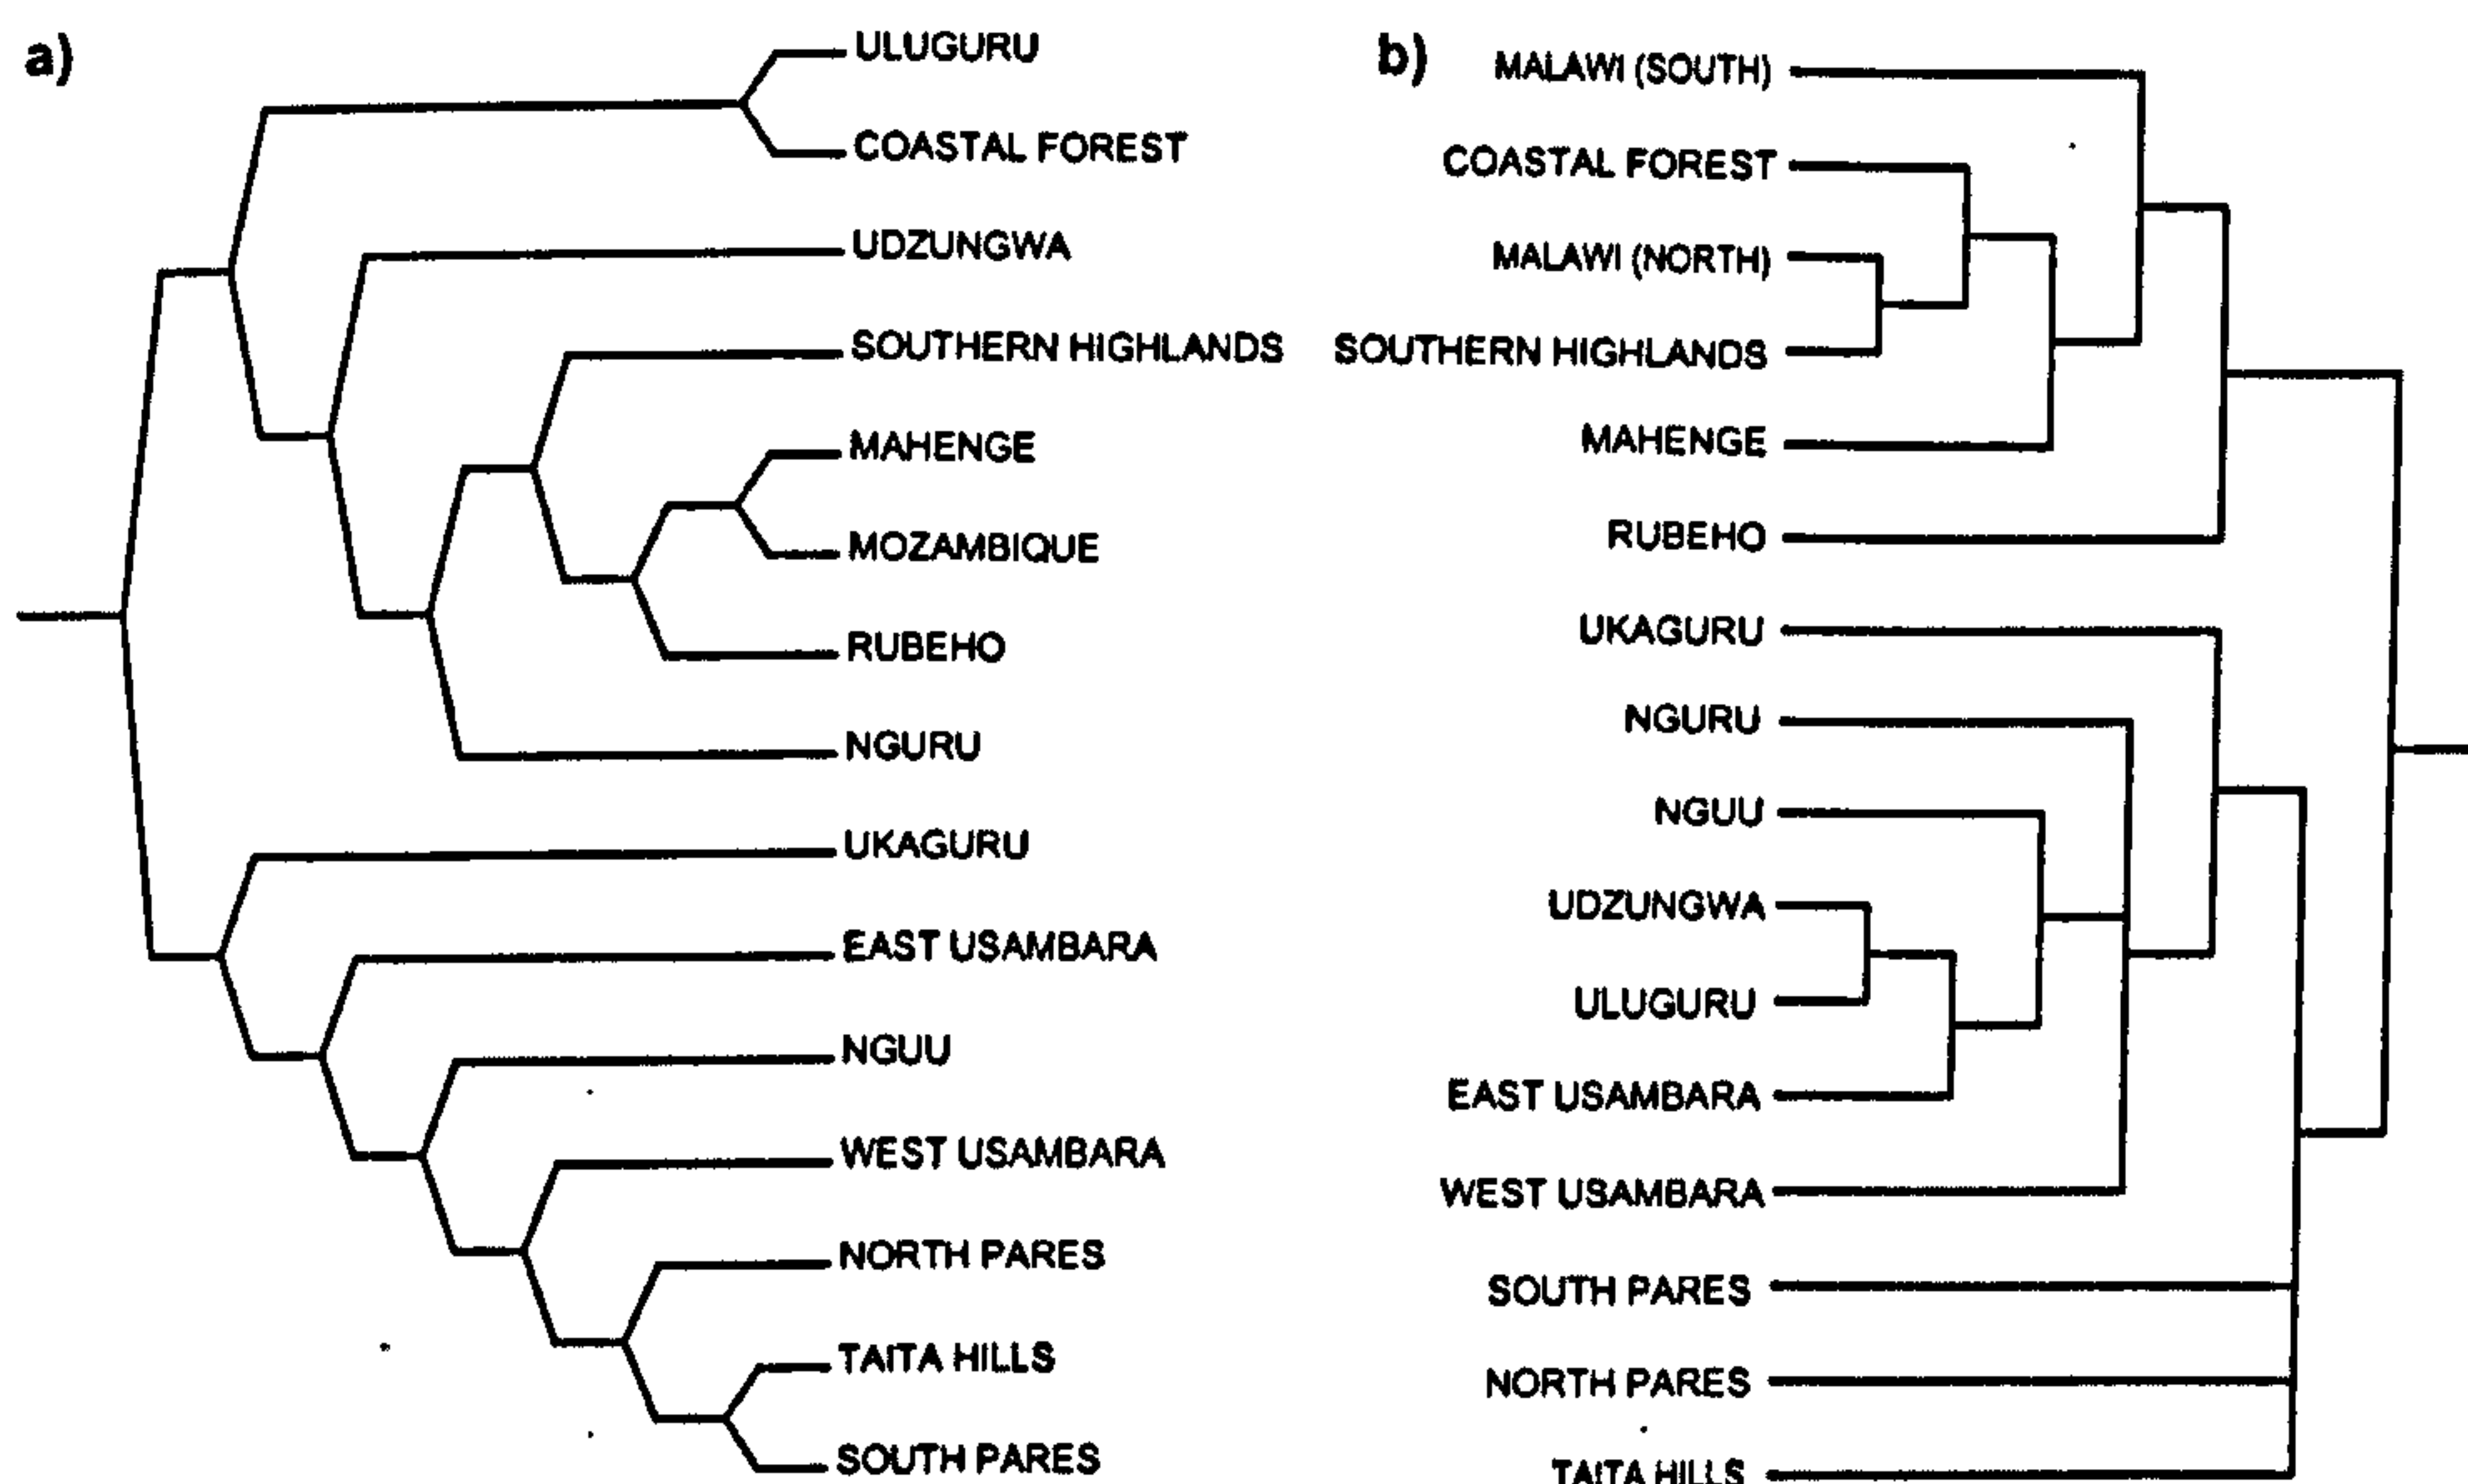 a)
ULUGURU
COASTAL FOREST
UDZUNGWA
SOUTHERN HIGHLANDS
MAHENGE
MOZAMBIQUE
RUBEHO
NGURU
UKAGURU
EAST USAMBARA
NGUU
WEST USAMBARA
NORTH PARES
TAITA HILLS
SOUTH PARES
b)
MALAWI (SOUTH)
COASTAL FOREST
MALAWI (NORTH)
SOUTHERN HIGHLANDS
MAHENGE
RUBEHO
UKAGURU
NGURU
NGUU
UDZUNGWA
ULUGURU
EAST USAMBARA
WEST USAMBARA
SOUTH PARES
NORTH PARES
TAITA HILLS